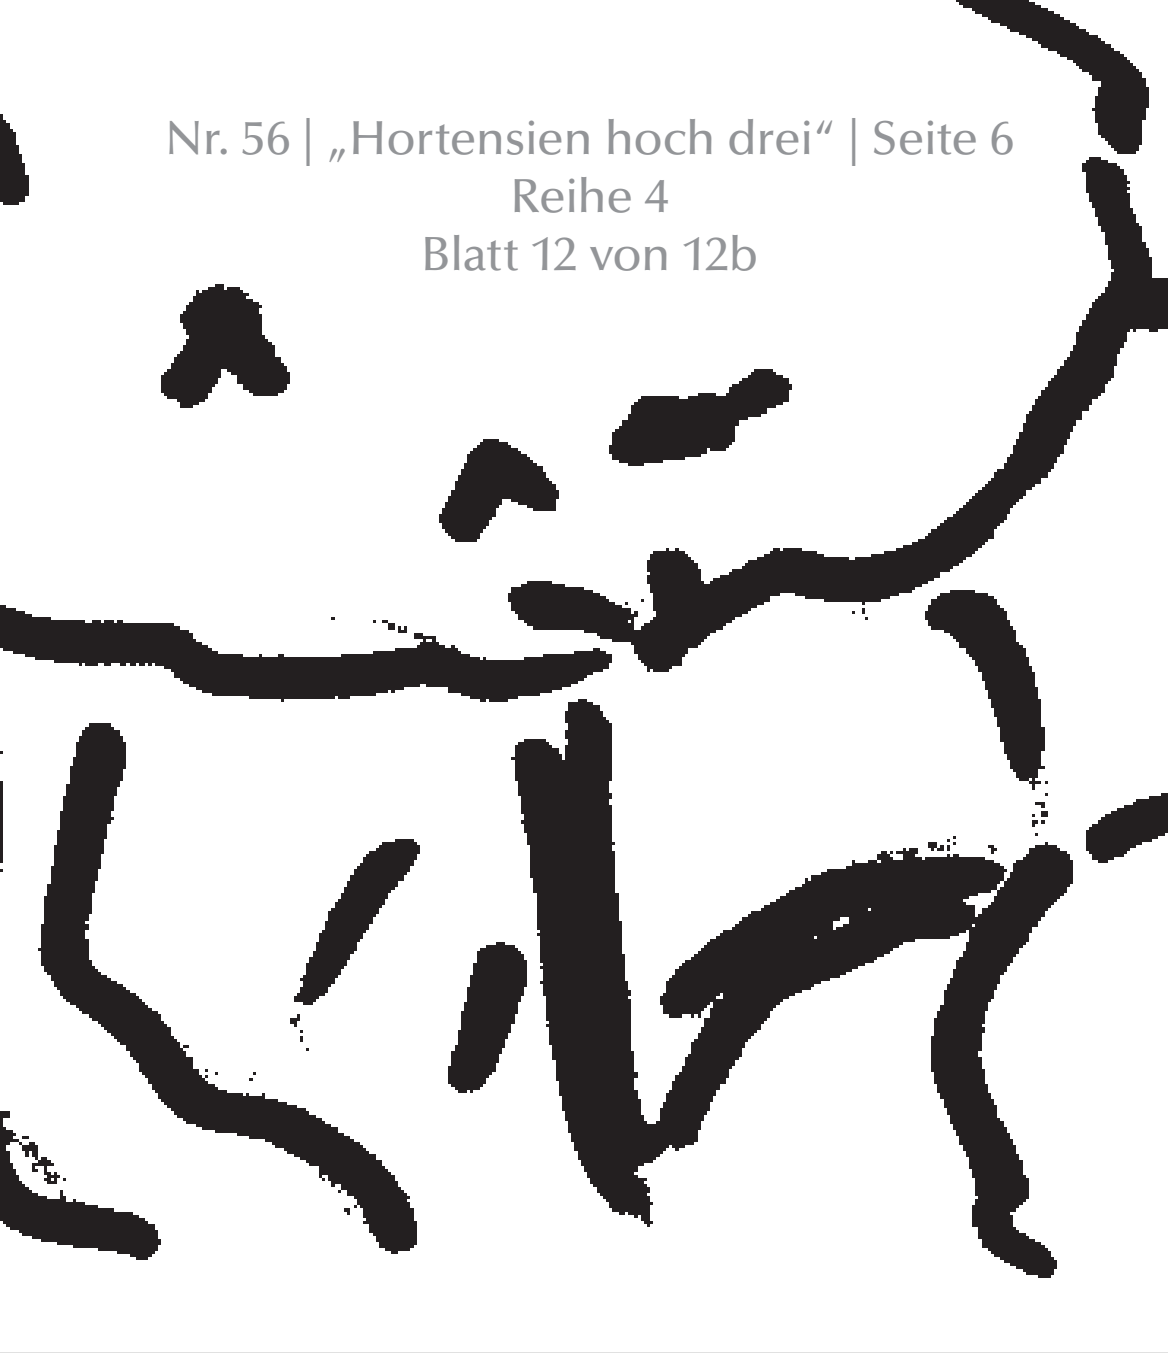 Nr. 56 | „Hortensien hoch drei“ | Seite 6
Reihe 4
Blatt 12 von 12b